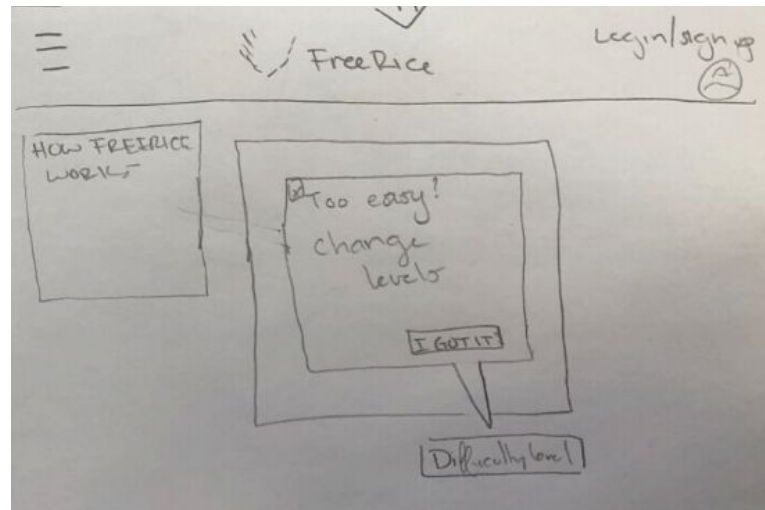 FreeRice
Login/sign up
HOW FREERICE
WORKS
Too easy?
change
levels
I GOT IT
Difficulty level